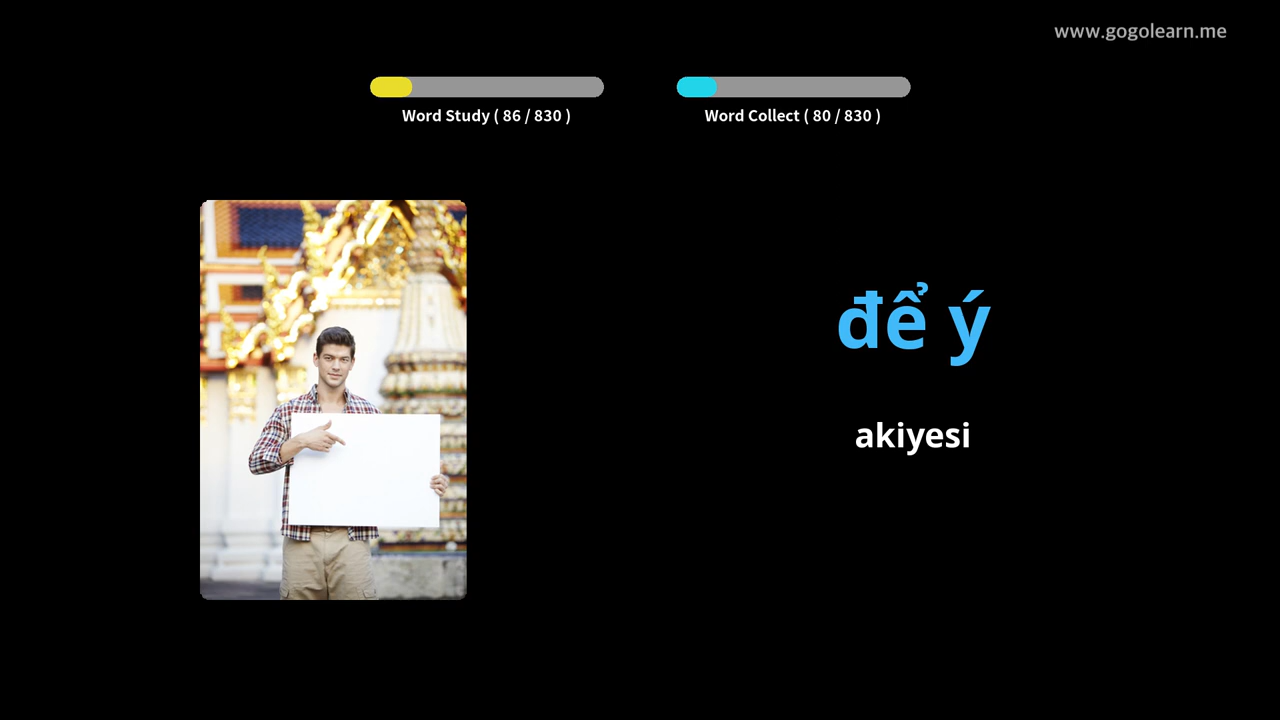 www.gogolearn.me
Word Study ( 86 / 830 )
Word Collect ( 80 / 830 )
để ý
akiyesi